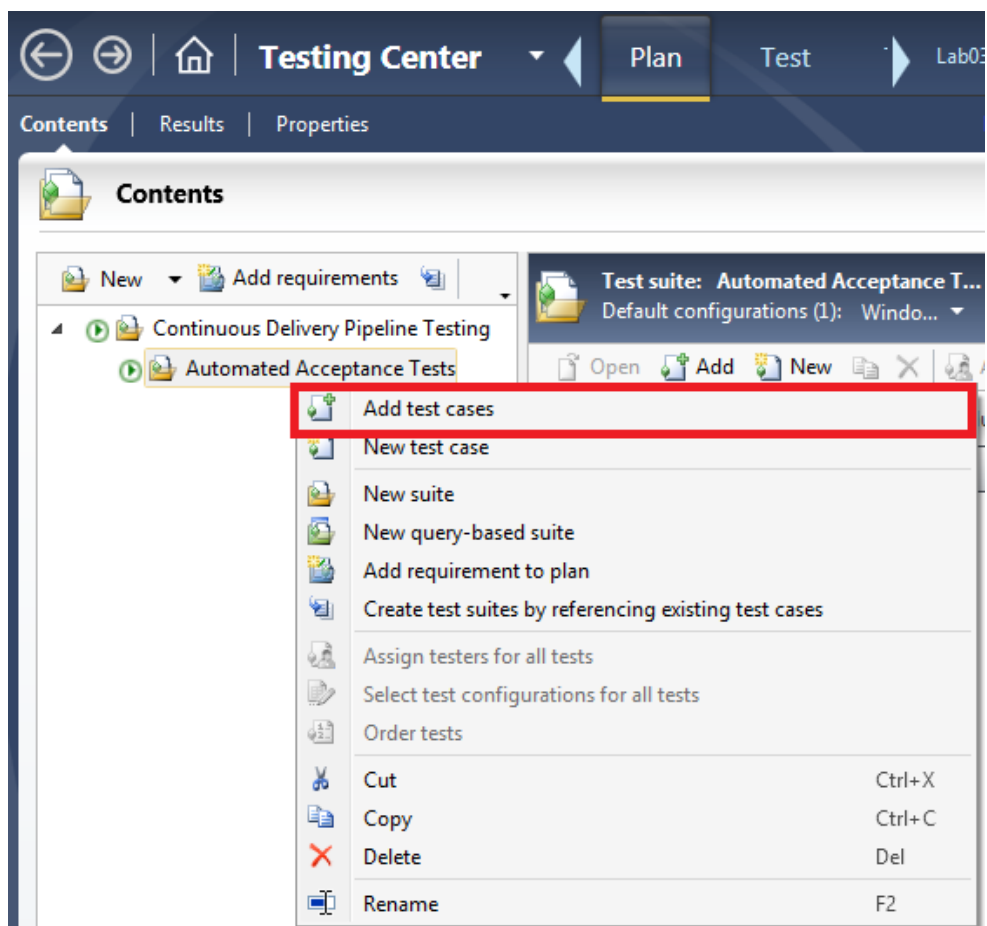 Testing Center
Plan
Test
Lab03
Contents | Results | Properties
Contents
New
Add requirements
Continuous Delivery Pipeline Testing
Automated Acceptance Tests
Test suite: Automated Acceptance T...
Default configurations (1): Windo...
Open
Add
New
Add test cases
New test case
New suite
New query-based suite
Add requirement to plan
Create test suites by referencing existing test cases
Assign testers for all tests
Select test configurations for all tests
Order tests
Cut Ctrl+X
Copy Ctrl+C
Delete Del
Rename F2